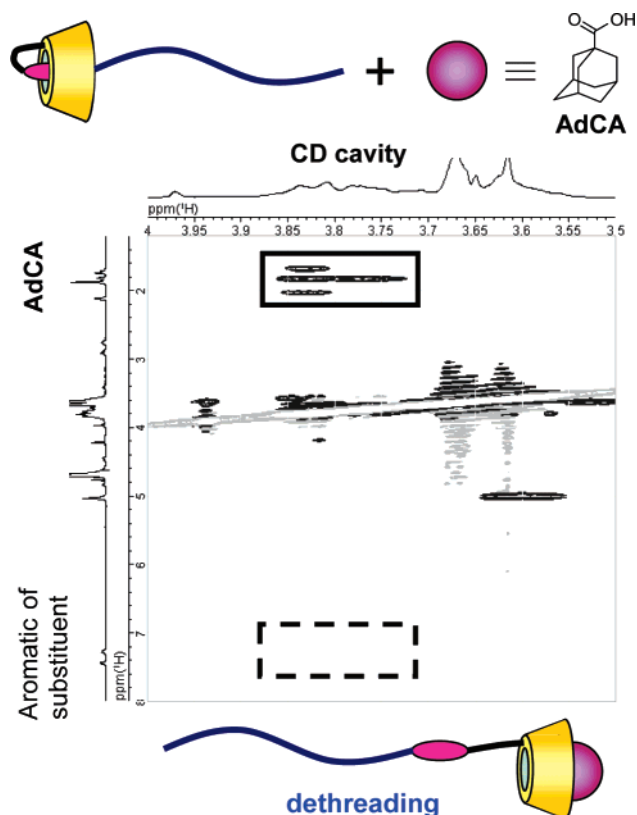 O
OH
+
≡
AdCA
CD cavity
ppm(¹H)
4 3.95 3.9 3.85 3.8 3.75 3.7 3.65 3.6 3.55 3.5
AdCA
2
3
4
5
6
7
8
ppm(¹H)
Aromatic of
substituent
dethreading